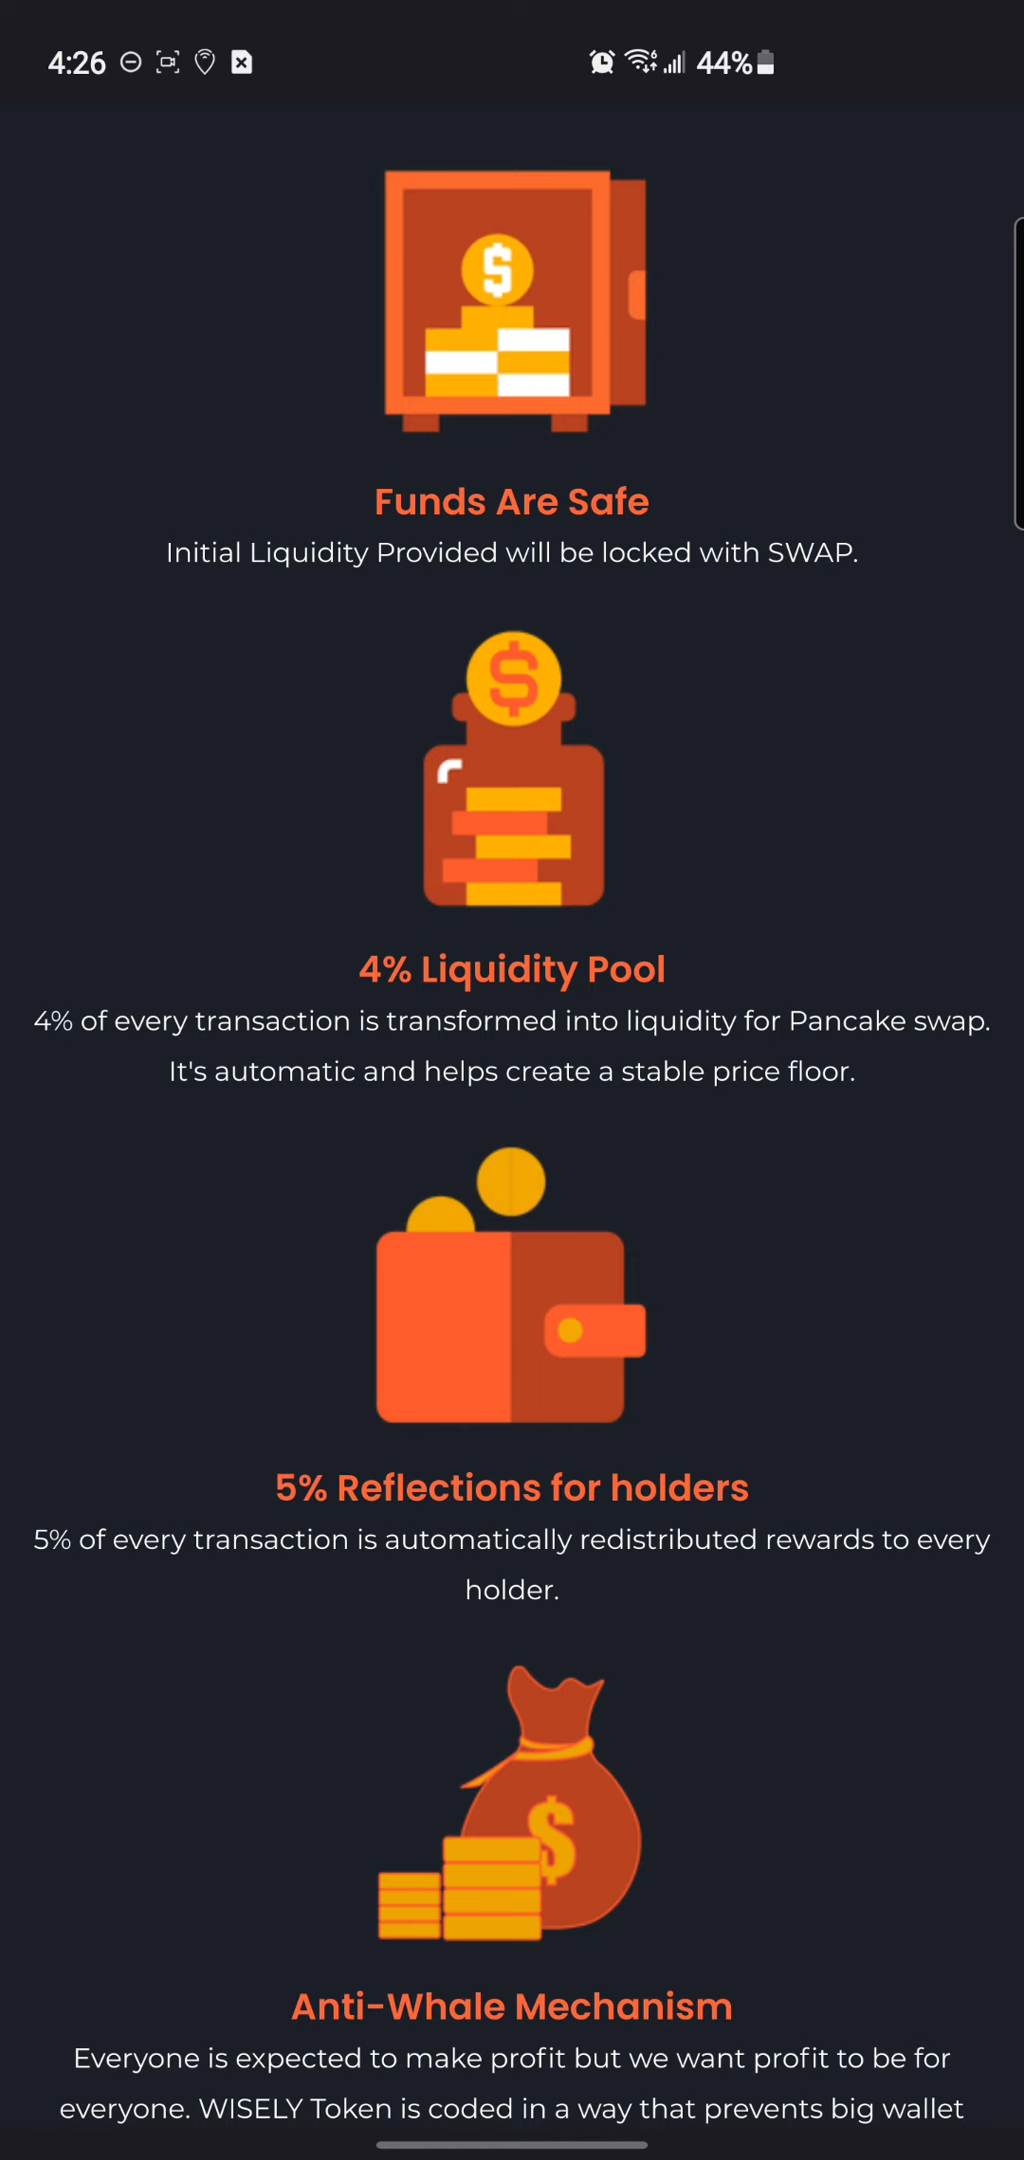 4:26
44%
$
Funds Are Safe
Initial Liquidity Provided will be locked with SWAP.
$
4% Liquidity Pool
4% of every transaction is transformed into liquidity for Pancake swap.
It's automatic and helps create a stable price floor.
5% Reflections for holders
5% of every transaction is automatically redistributed rewards to every
holder.
$
Anti-Whale Mechanism
Everyone is expected to make profit but we want profit to be for
everyone. WISELY Token is coded in a way that prevents big wallet